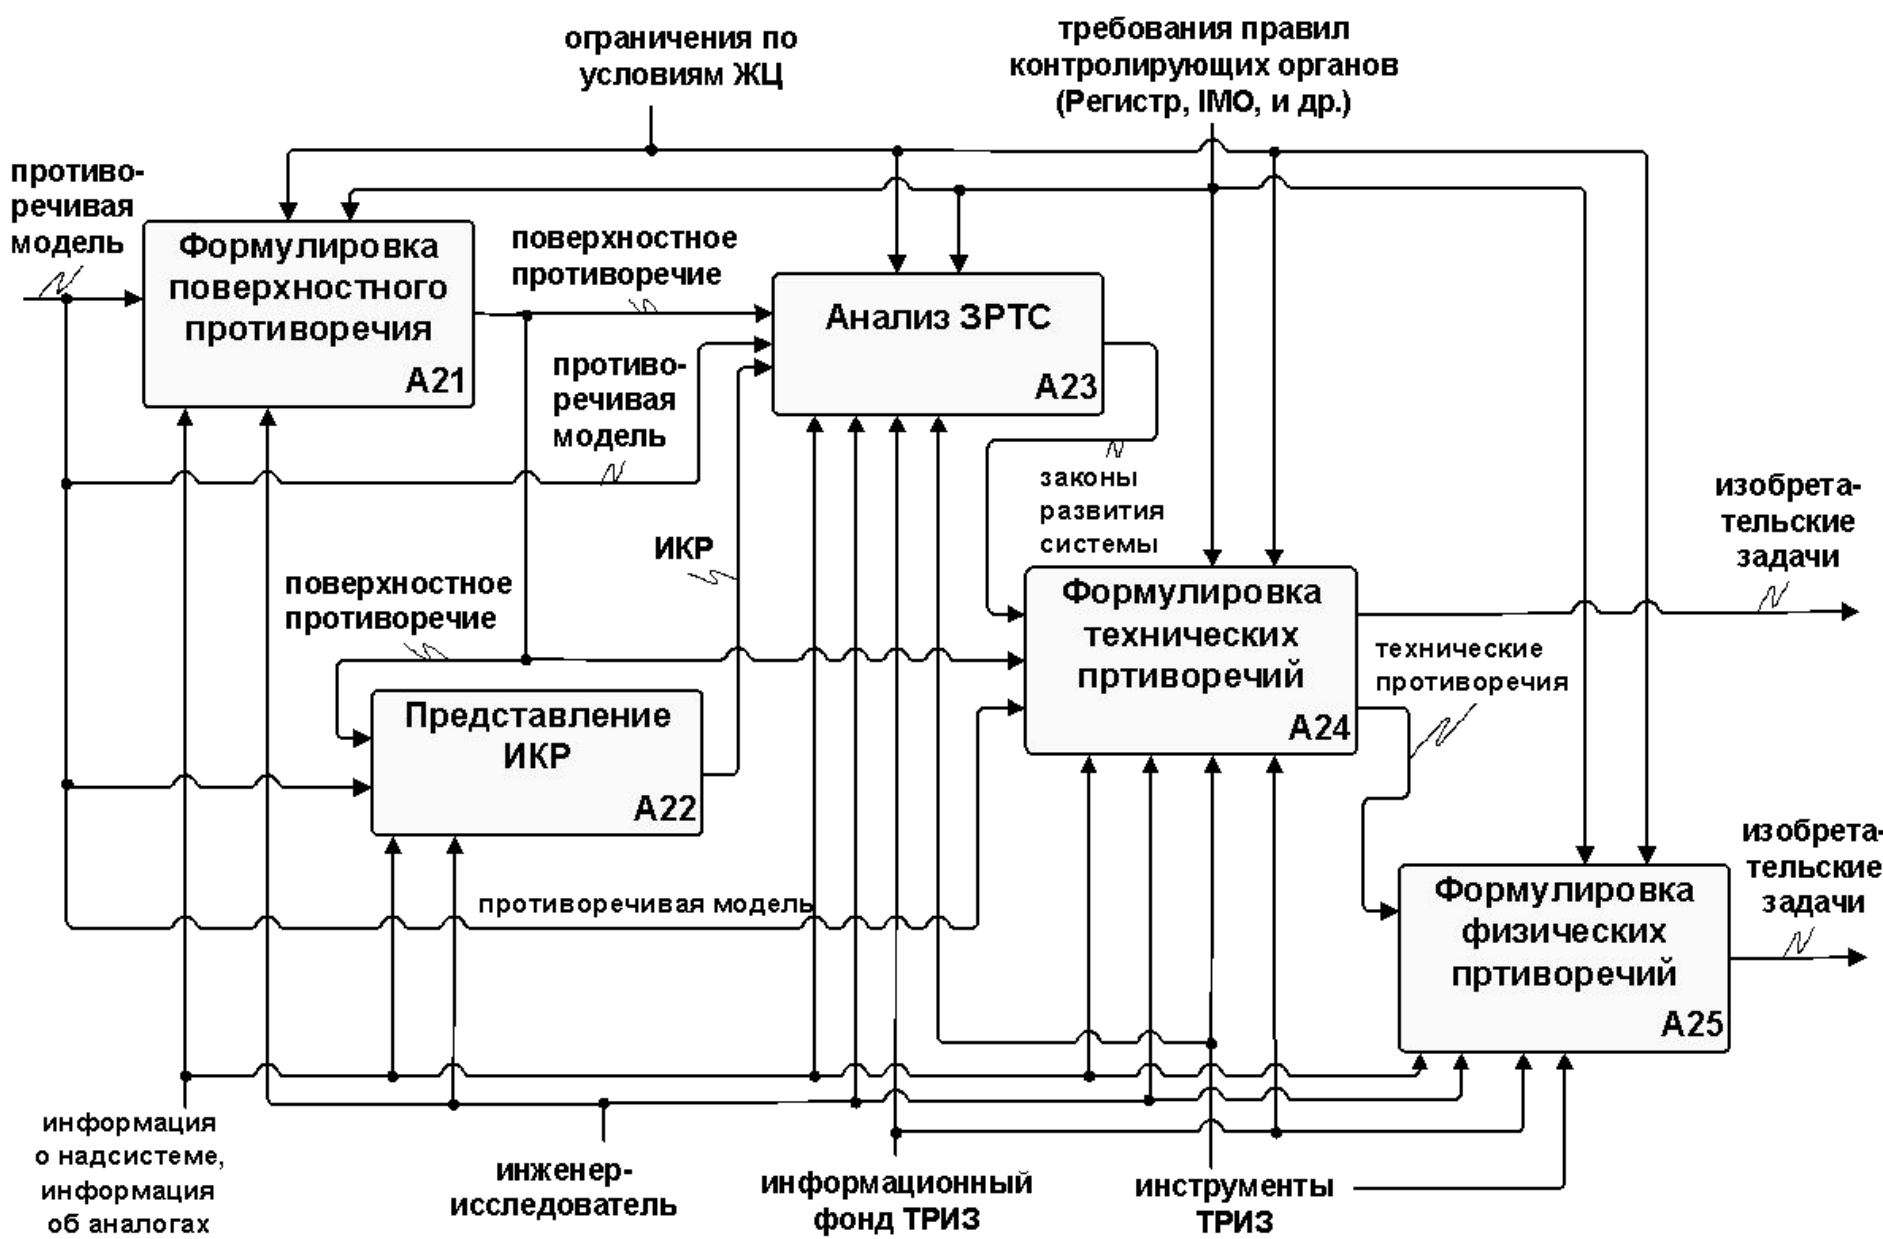 ограничения по
условиям ЖЦ
требования правил
контролирующих органов
(Регистр, IMO, и др.)
противо-
речивая
модель
Формулировка
поверхностного
противоречия
А21
поверхностное
противоречие
Анализ ЗРТС
А23
противо-
речивая
модель
законы
развития
системы
изобрета-
тельские
задачи
ИКР
поверхностное
противоречие
Формулировка
технических
пртиворечий
А24
технические
противоречия
Представление
ИКР
А22
изобрета-
тельские
задачи
противоречивая модель
Формулировка
физических
пртиворечий
А25
информация
о надсистеме,
информация
об аналогах
инженер-
исследователь
информационный
фонд ТРИЗ
инструменты
ТРИЗ